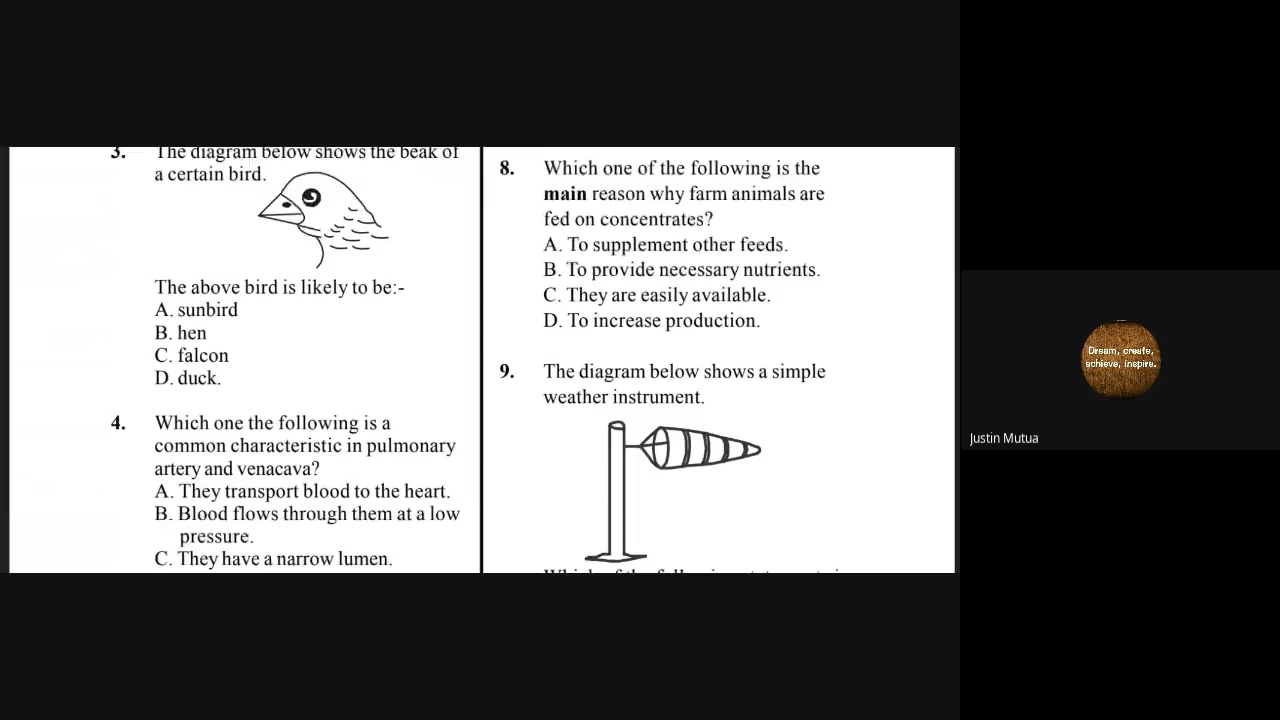 3. The diagram below shows the beak of
a certain bird.
The above bird is likely to be:-
A. sunbird
B. hen
C. falcon
D. duck.
4. Which one the following is a
common characteristic in pulmonary
artery and venacava?
A. They transport blood to the heart.
B. Blood flows through them at a low
pressure.
C. They have a narrow lumen.
8. Which one of the following is the
main reason why farm animals are
fed on concentrates?
A. To supplement other feeds.
B. To provide necessary nutrients.
C. They are easily available.
D. To increase production.
9. The diagram below shows a simple
weather instrument.
Dream, create,
achieve, inspire.
Justin Mutua